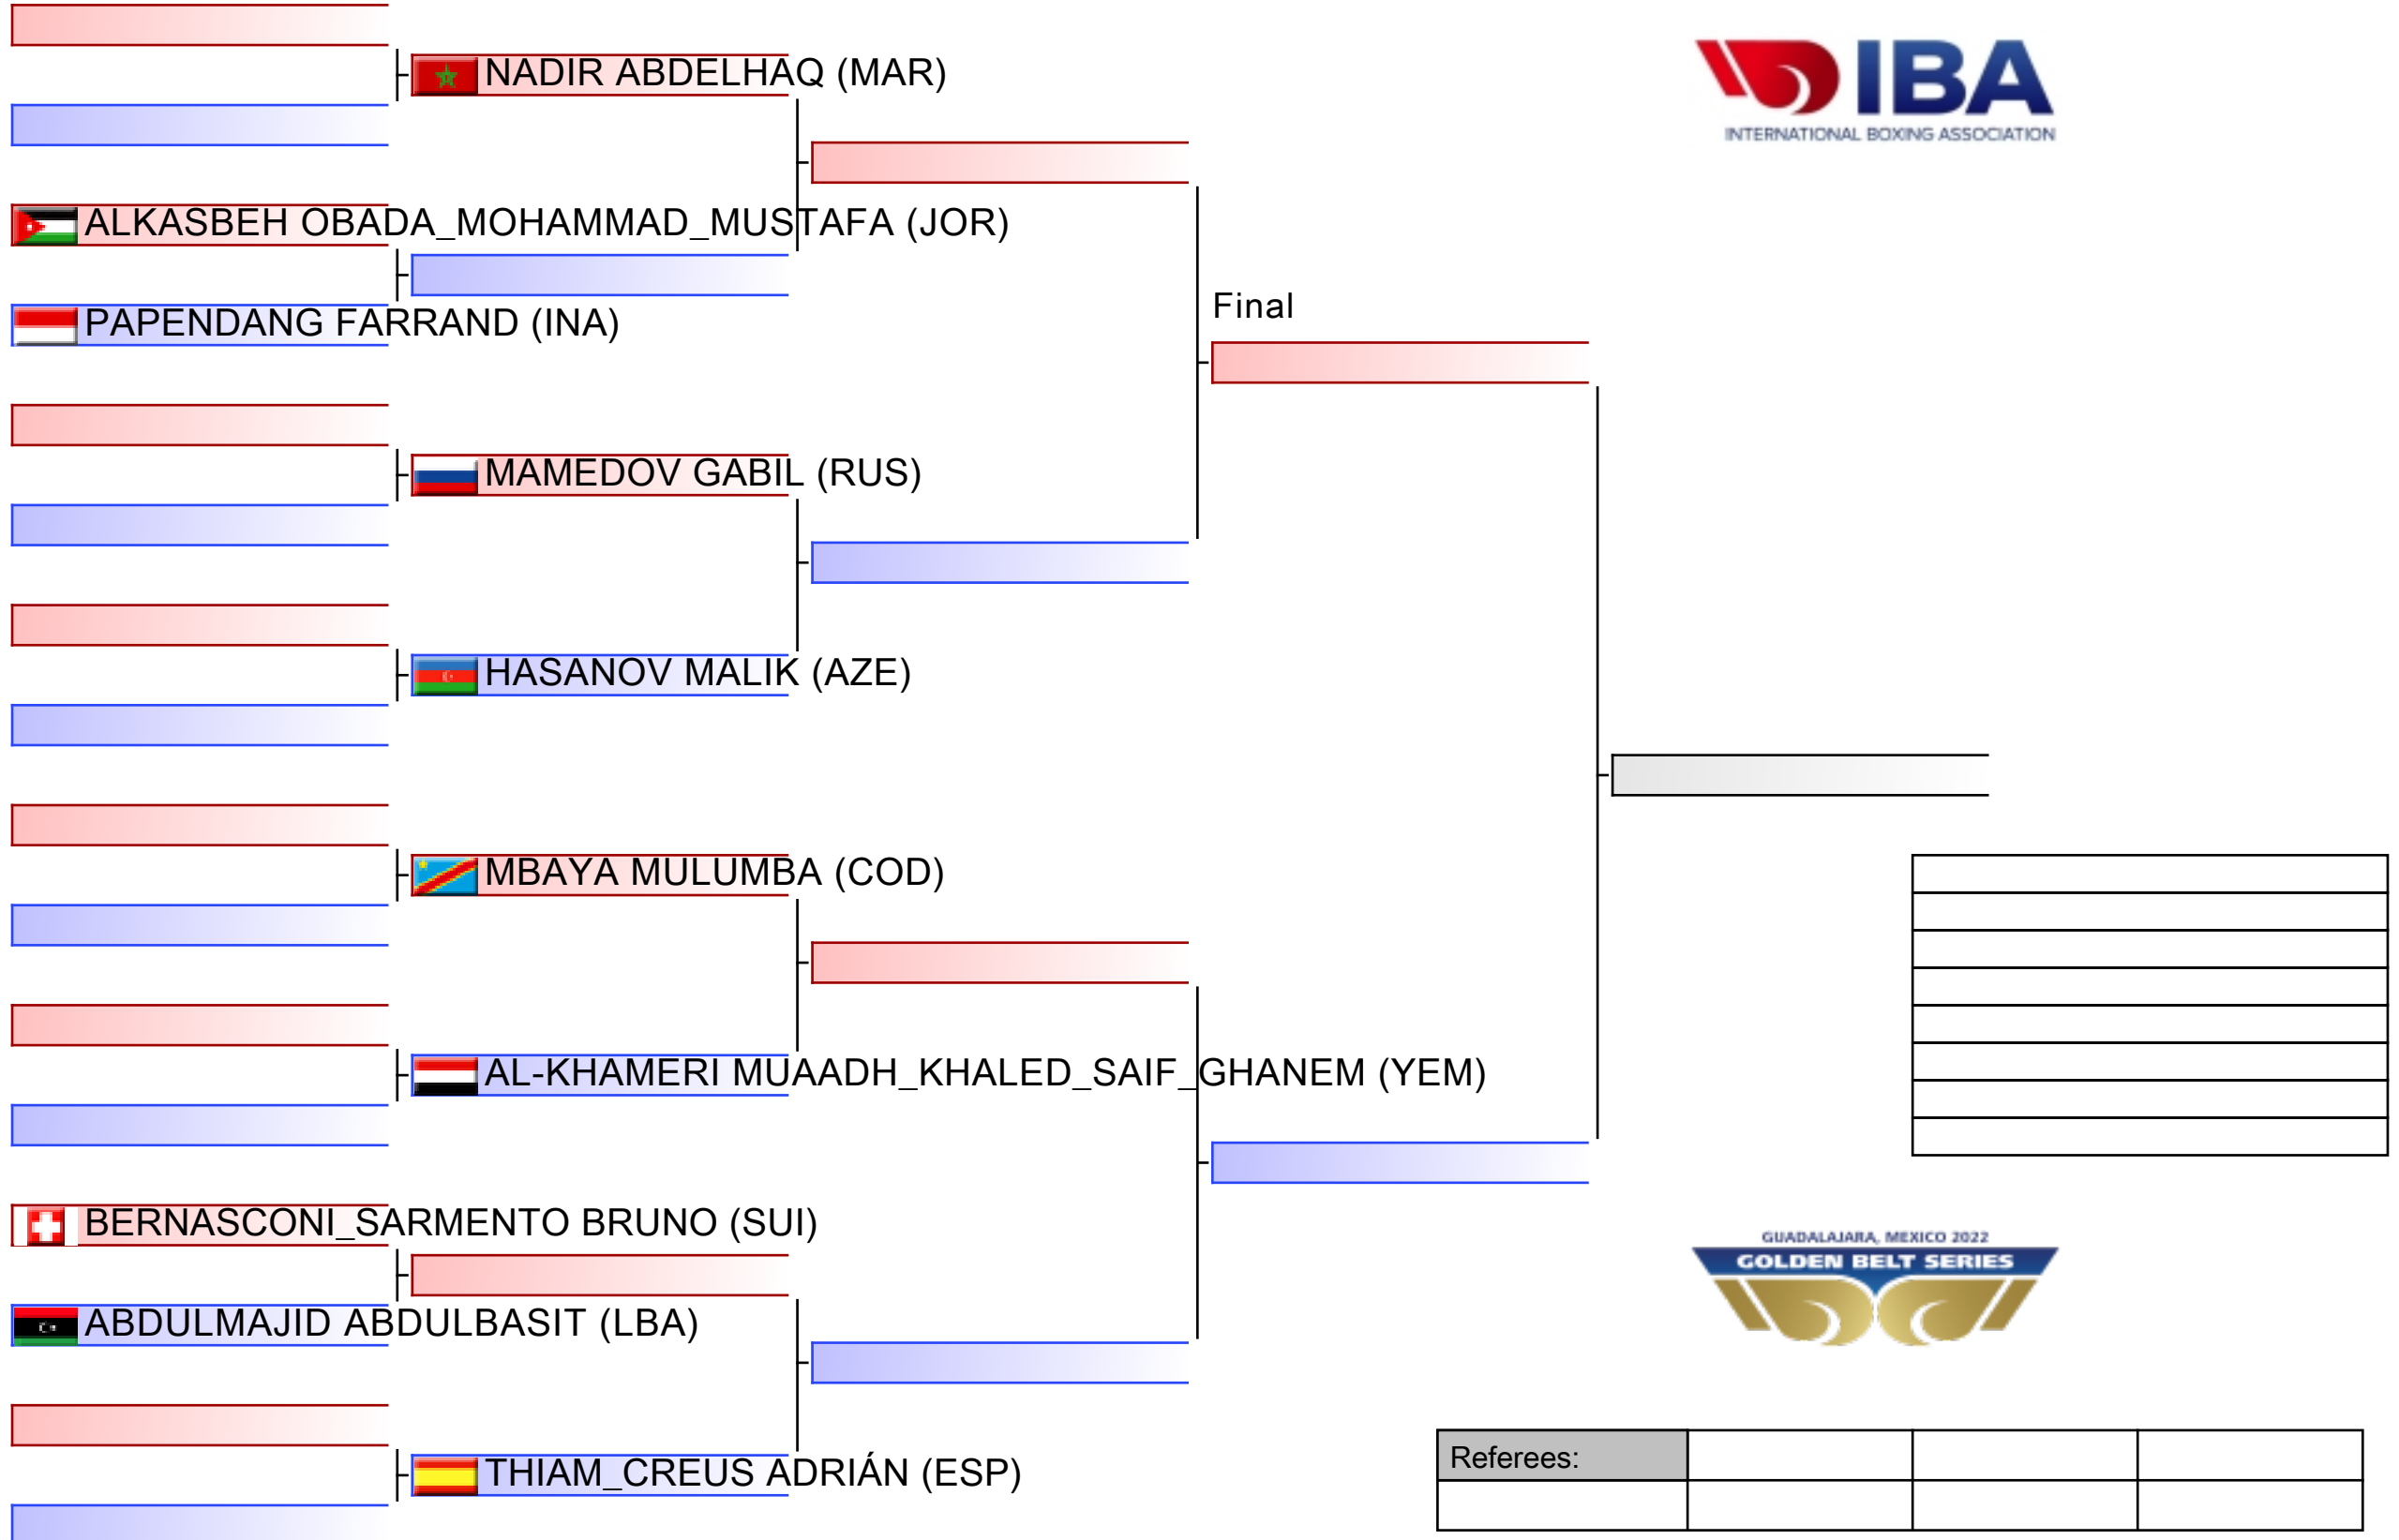 IBA
INTERNATIONAL BOXING ASSOCIATION
NADIR ABDELHAQ (MAR)
ALKASBEH OBADA_MOHAMMAD_MUSTAFA (JOR)
PAPENDANG FARRAND (INA)
Final
MAMEDOV GABIL (RUS)
HASANOV MALIK (AZE)
MBAYA MULUMBA (COD)
AL-KHAMERI MUAADH_KHALED_SAIF_GHANEM (YEM)
BERNASCONI_SARMENTO BRUNO (SUI)
ABDULMAJID ABDULBASIT (LBA)
GUADALAJARA, MEXICO 2022
GOLDEN BELT SERIES
THIAM_CREUS ADRIÁN (ESP)
Referees: